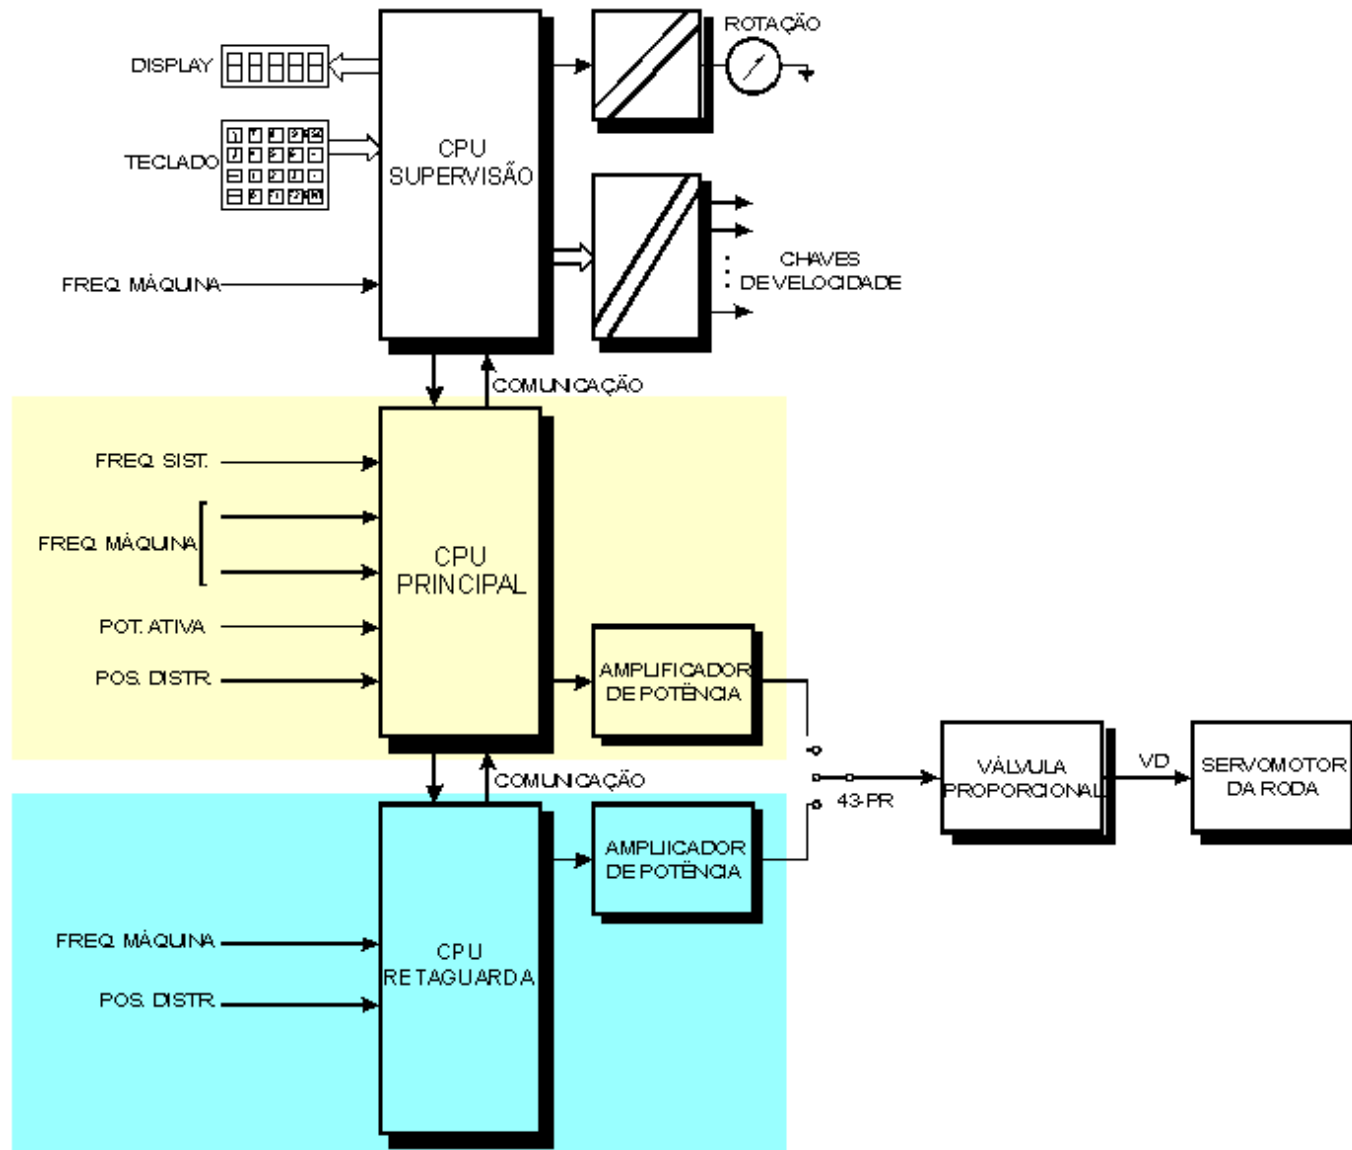 ROTAÇÃO
DISPLAY
CPU
SUPERVISÃO
TECLADO
FREQ. MÁQUINA
CHAVES
DE VELOCIDADE
COMUNICAÇÃO
FREQ. SIST.
FREQ. MÁQUINA
CPU
PRINCIPAL
POT. ATIVA
POS. DISTR.
AMPLIFICADOR
DE POTÊNCIA
COMUNICAÇÃO
43-PR
VÁLVULA
PROPORCIONAL
VD
SERVOMOTOR
DA RODA
AMPLIICADOR
DE POTÊNCIA
FREQ. MÁQUINA
POS. DISTR.
CPU
RETAGUARDA